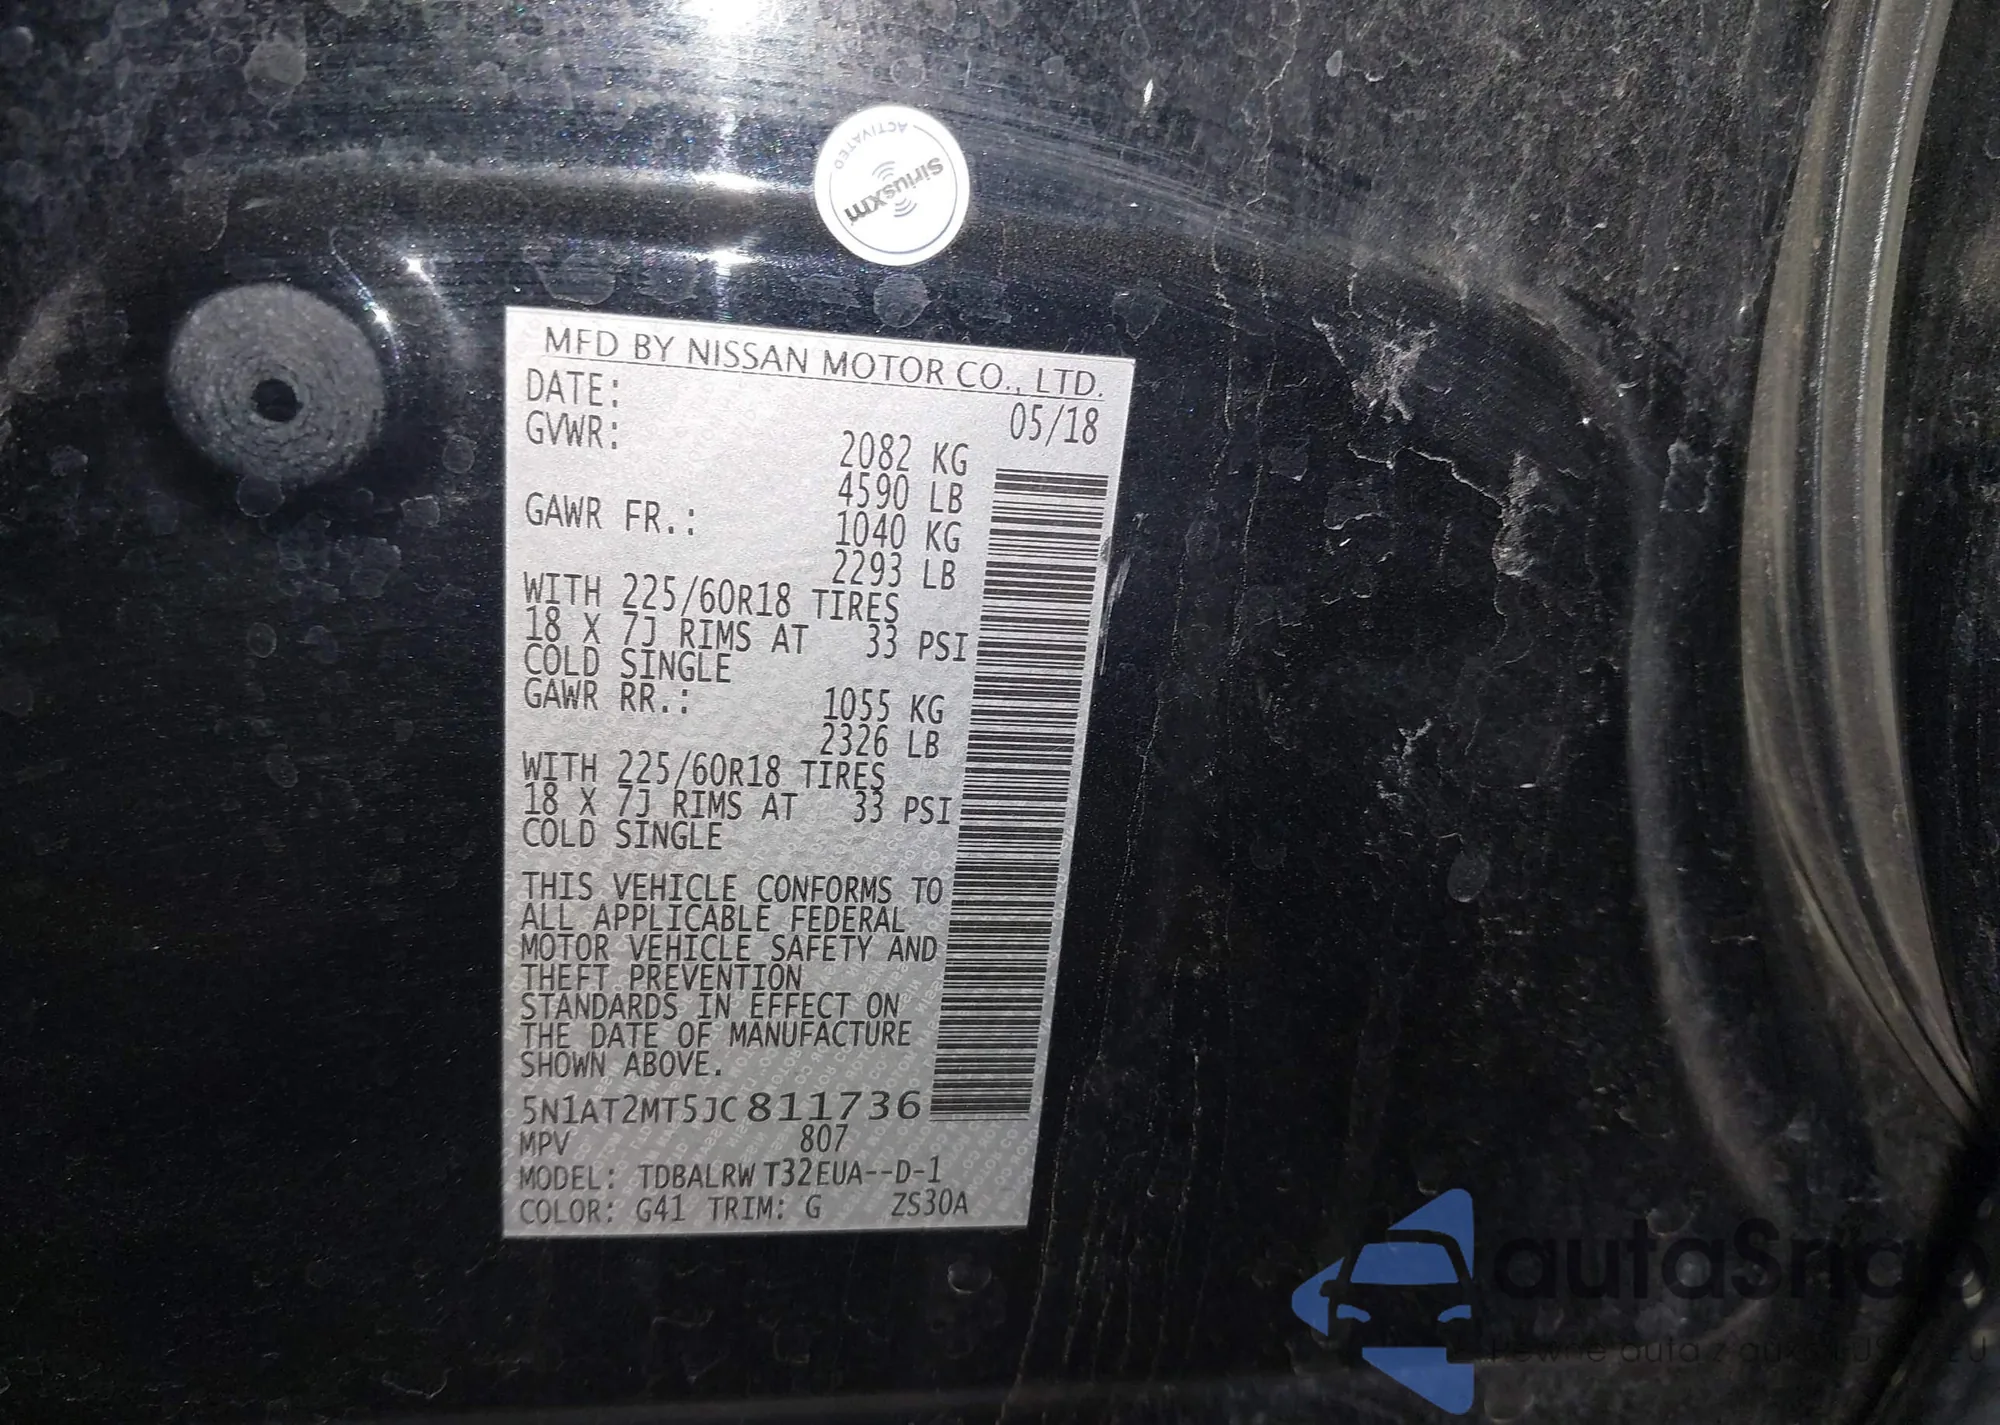 SiriusXM
ACTIVATED
MFD BY NISSAN MOTOR CO., LTD.
DATE: 05/18
GVWR: 2082 KG
4590 LB
GAWR FR.: 1040 KG
2293 LB
WITH 225/60R18 TIRES
18 X 7J RIMS AT 33 PSI
COLD SINGLE
GAWR RR.: 1055 KG
2326 LB
WITH 225/60R18 TIRES
18 X 7J RIMS AT 33 PSI
COLD SINGLE
THIS VEHICLE CONFORMS TO
ALL APPLICABLE FEDERAL
MOTOR VEHICLE SAFETY AND
THEFT PREVENTION
STANDARDS IN EFFECT ON
THE DATE OF MANUFACTURE
SHOWN ABOVE.
5N1AT2MT5JC811736
MPV 807
MODEL: TDBALRW T32EUA--D-1
COLOR: G41 TRIM: G ZS30A
autaSnap
auta z